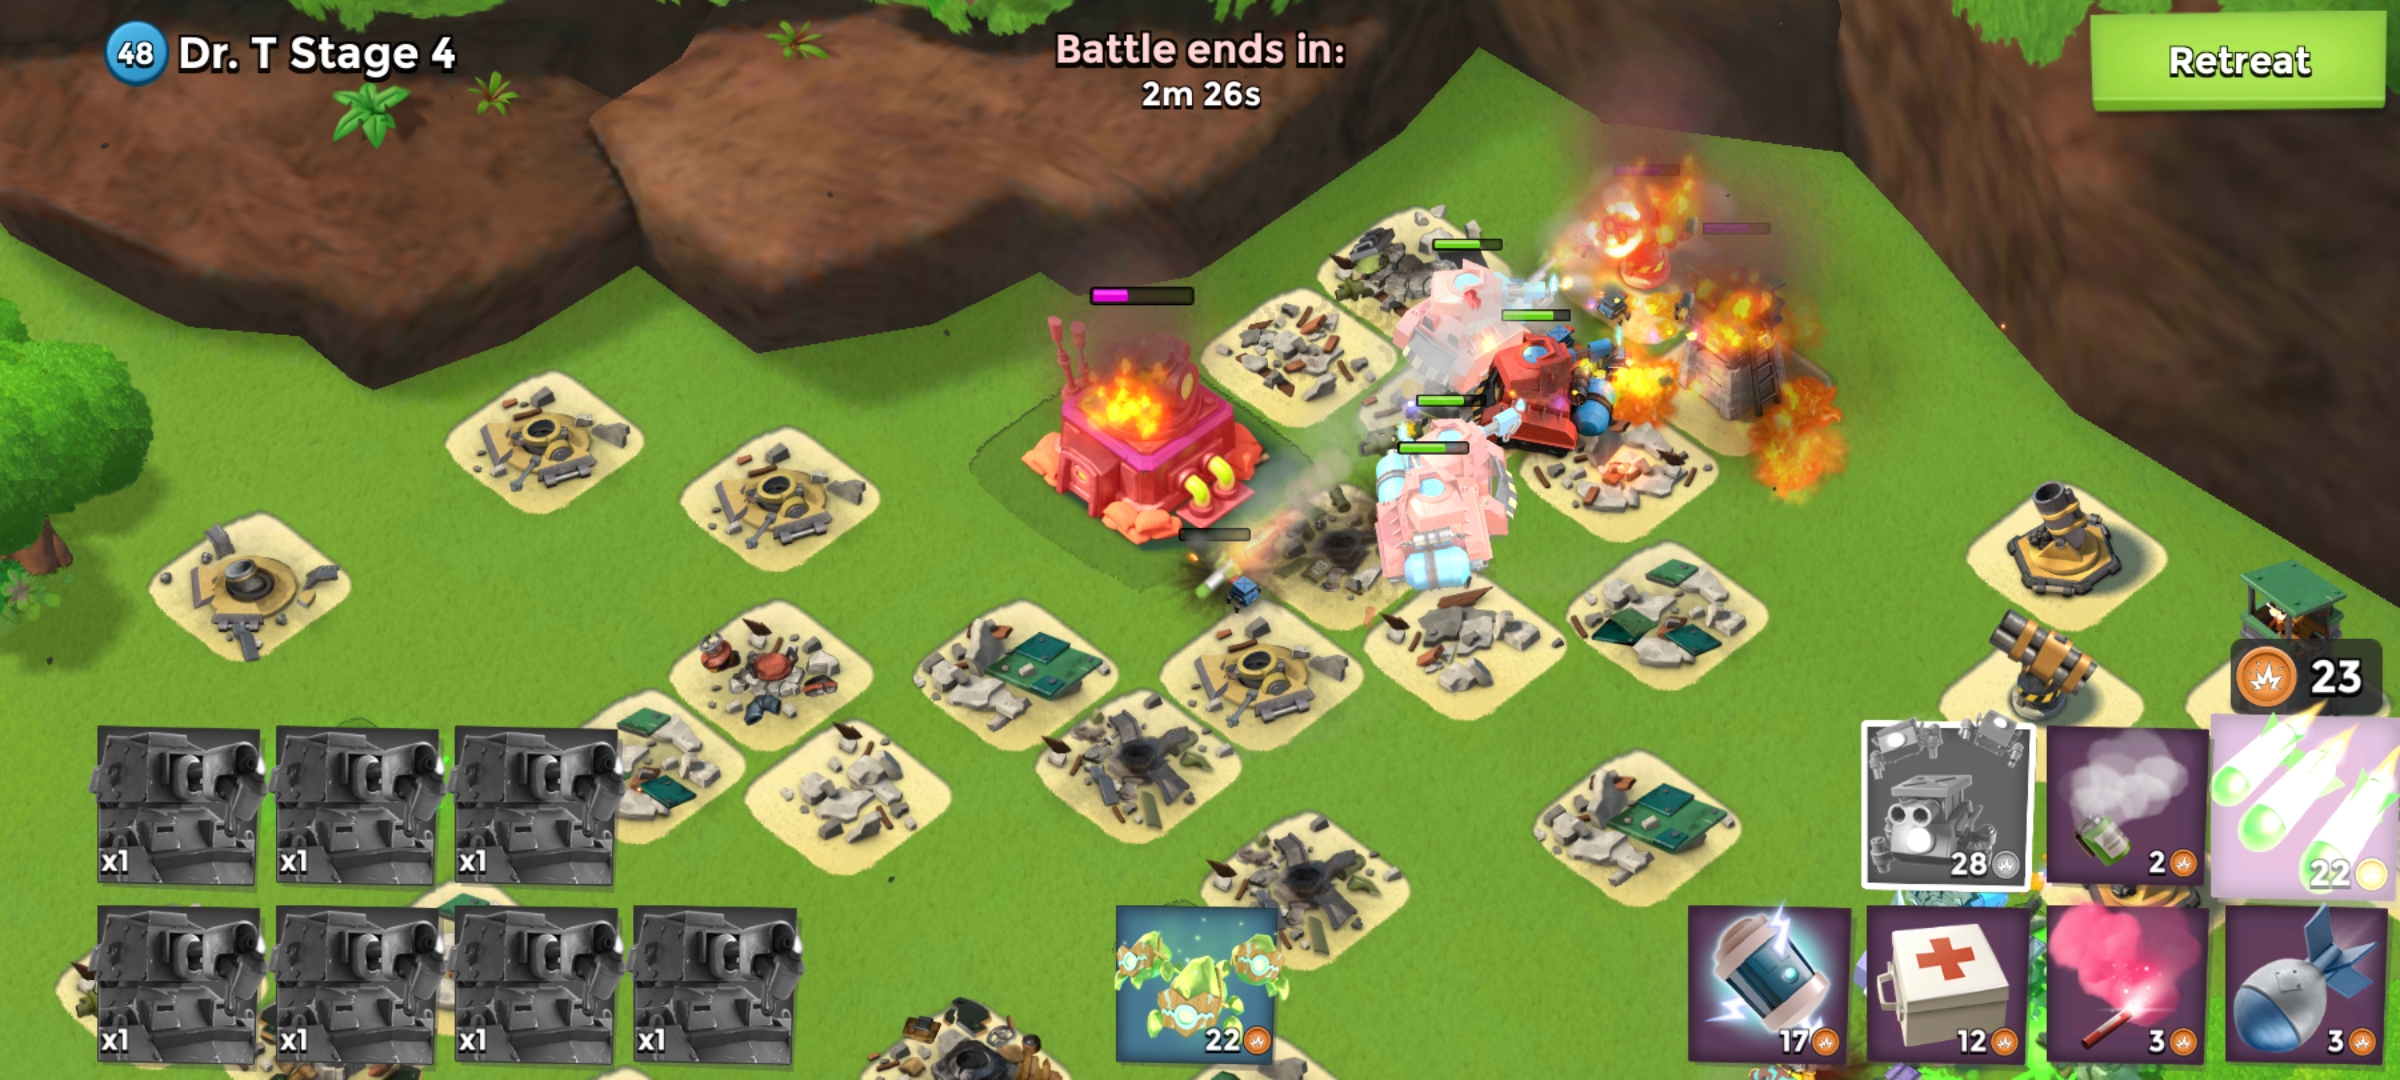 48 Dr. T Stage 4
Battle ends in:
2m 26s
Retreat
23
x1 x1 x1
28 2 22
x1 x1 x1 x1
22
17 12 3 3